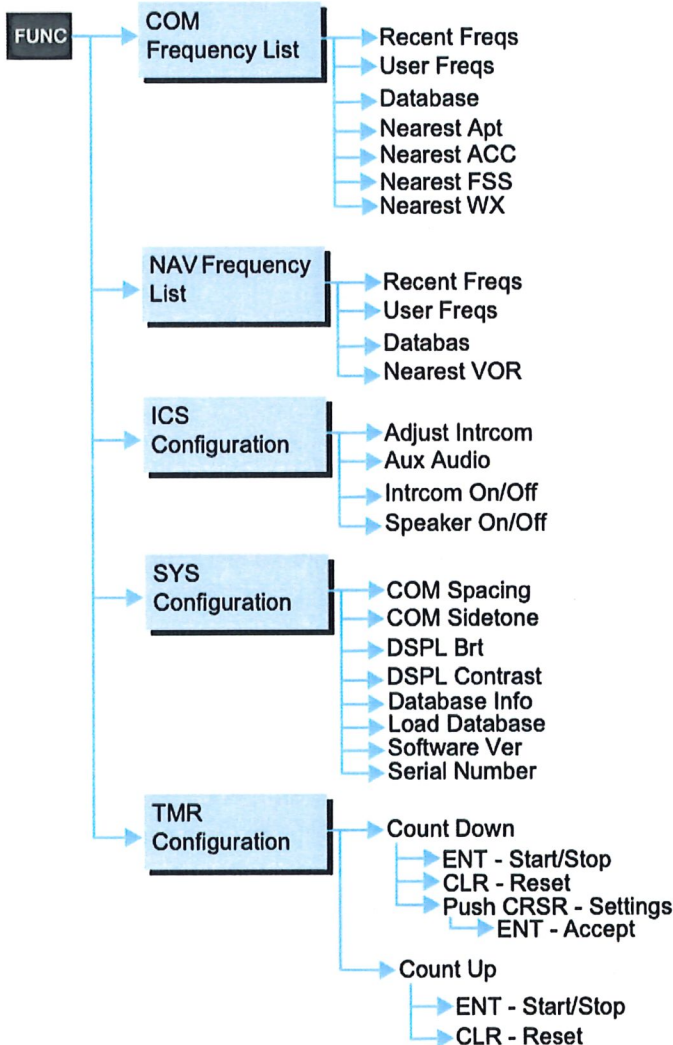 FUNC
COM
Frequency List
Recent Freqs
User Freqs
Database
Nearest Apt
Nearest ACC
Nearest FSS
Nearest WX
NAV Frequency
List
Recent Freqs
User Freqs
Databas
Nearest VOR
ICS
Configuration
Adjust Intrcom
Aux Audio
Intrcom On/Off
Speaker On/Off
SYS
Configuration
COM Spacing
COM Sidetone
DSPL Brt
DSPL Contrast
Database Info
Load Database
Software Ver
Serial Number
TMR
Configuration
Count Down
ENT - Start/Stop
CLR - Reset
Push CRSR - Settings
ENT - Accept
Count Up
ENT - Start/Stop
CLR - Reset